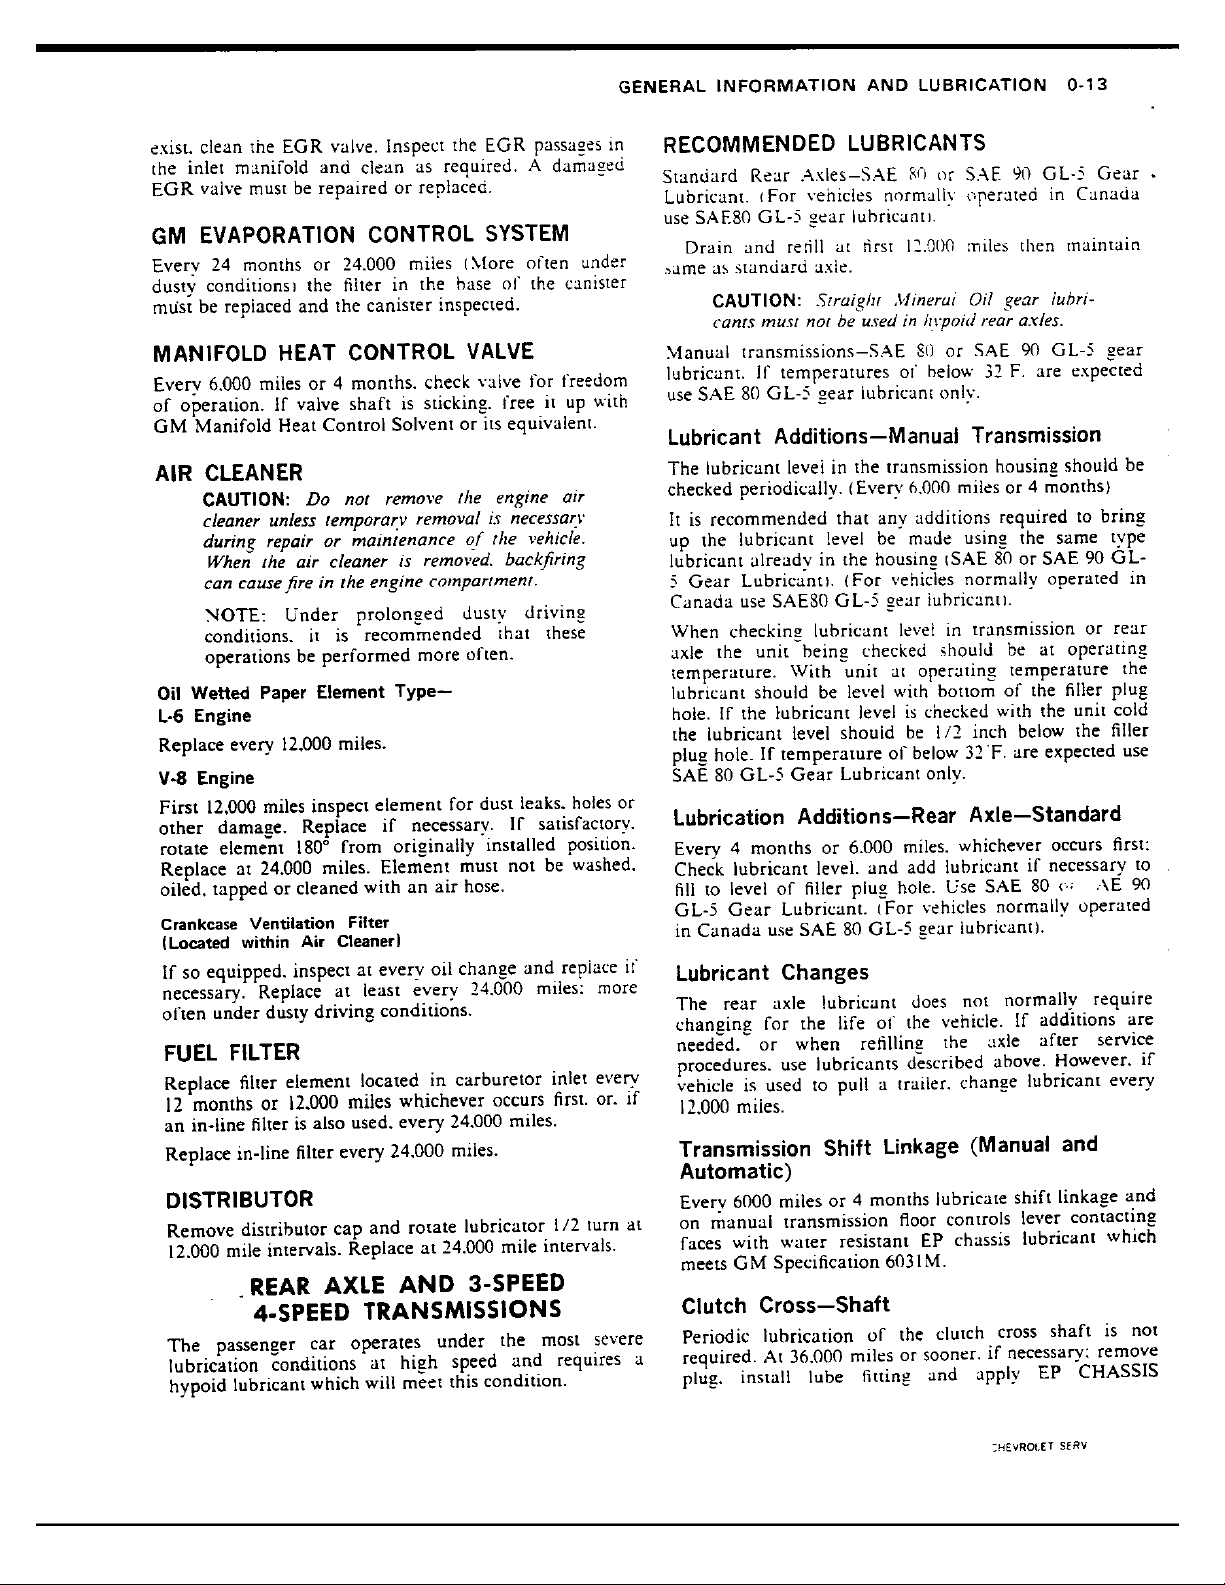 GENERAL INFORMATION AND LUBRICATION 0-13
exist. clean the EGR valve. Inspect the EGR passages in
the inlet manifold and clean as required. A damaged
EGR valve must be repaired or replaced.
GM EVAPORATION CONTROL SYSTEM
Every 24 months or 24.000 miles (More often under
dusty conditions) the filter in the base of the canister
must be replaced and the canister inspected.
MANIFOLD HEAT CONTROL VALVE
Every 6.000 miles or 4 months. check valve for freedom
of operation. If valve shaft is sticking. free it up with
GM Manifold Heat Control Solvent or its equivalent.
AIR CLEANER
CAUTION: Do not remove the engine air
cleaner unless temporary removal is necessary
during repair or maintenance of the vehicle.
When the air cleaner is removed. backfiring
can cause fire in the engine compartment.
NOTE: Under prolonged dusty driving
conditions. it is recommended that these
operations be performed more often.
Oil Wetted Paper Element Type—
L-6 Engine
Replace every 12.000 miles.
V-8 Engine
First 12,000 miles inspect element for dust leaks. holes or
other damage. Replace if necessary. If satisfactory.
rotate element 180° from originally installed position.
Replace at 24.000 miles. Element must not be washed.
oiled, tapped or cleaned with an air hose.
Crankcase Ventilation Filter
(Located within Air Cleaner)
If so equipped. inspect at every oil change and replace if
necessary. Replace at least every 24.000 miles: more
often under dusty driving conditions.
FUEL FILTER
Replace filter element located in carburetor inlet every
12 months or 12.000 miles whichever occurs first. or. if
an in-line filter is also used. every 24.000 miles.
Replace in-line filter every 24.000 miles.
DISTRIBUTOR
Remove distributor cap and rotate lubricator 1/2 turn at
12.000 mile intervals. Replace at 24.000 mile intervals.
REAR AXLE AND 3-SPEED
4-SPEED TRANSMISSIONS
The passenger car operates under the most severe
lubrication conditions at high speed and requires a
hypoid lubricant which will meet this condition.
RECOMMENDED LUBRICANTS
Standard Rear Axles—SAE 80 or SAE 90 GL-5 Gear
Lubricant. (For vehicles normally operated in Canada
use SAE80 GL-5 gear lubricant).
Drain and refill at first 12.000 miles then maintain
same as standard axle.
CAUTION: Straight Mineral Oil gear lubri-
cants must not be used in hypoid rear axles.
Manual transmissions—SAE 80 or SAE 90 GL-5 gear
lubricant. If temperatures of below 32 F. are expected
use SAE 80 GL-5 gear lubricant only.
Lubricant Additions—Manual Transmission
The lubricant level in the transmission housing should be
checked periodically. (Every 6.000 miles or 4 months)
It is recommended that any additions required to bring
up the lubricant level be made using the same type
lubricant already in the housing (SAE 80 or SAE 90 GL-
5 Gear Lubricant). (For vehicles normally operated in
Canada use SAE80 GL-5 gear lubricant).
When checking lubricant level in transmission or rear
axle the unit being checked should be at operating
temperature. With unit at operating temperature the
lubricant should be level with bottom of the filler plug
hole. If the lubricant level is checked with the unit cold
the lubricant level should be 1/2 inch below the filler
plug hole. If temperature of below 32°F. are expected use
SAE 80 GL-5 Gear Lubricant only.
Lubrication Additions—Rear Axle—Standard
Every 4 months or 6.000 miles. whichever occurs first:
Check lubricant level. and add lubricant if necessary to
fill to level of filler plug hole. Use SAE 80 AE 90
GL-5 Gear Lubricant. (For vehicles normally operated
in Canada use SAE 80 GL-5 gear lubricant).
Lubricant Changes
The rear axle lubricant does not normally require
changing for the life of the vehicle. If additions are
needed. or when refilling the axle after service
procedures. use lubricants described above. However. if
vehicle is used to pull a trailer. change lubricant every
12.000 miles.
Transmission Shift Linkage (Manual and
Automatic)
Every 6000 miles or 4 months lubricate shift linkage and
on manual transmission floor controls lever contacting
faces with water resistant EP chassis lubricant which
meets GM Specification 6031M.
Clutch Cross—Shaft
Periodic lubrication of the clutch cross shaft is not
required. At 36.000 miles or sooner. if necessary: remove
plug. install lube fitting and apply EP CHASSIS
CHEVROLET SERV